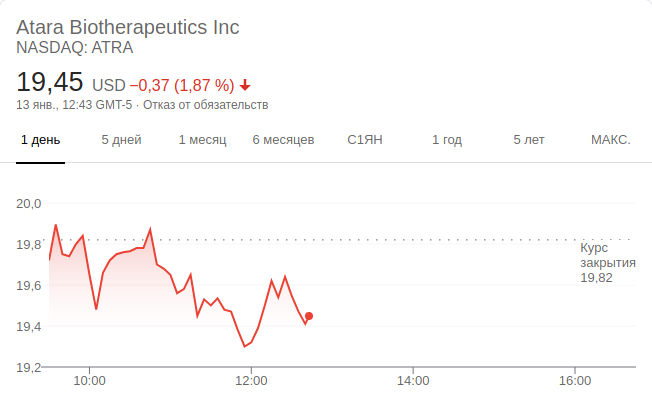 Atara Biotherapeutics Inc
NASDAQ: ATRA
19,45 USD −0,37 (1,87 %)
13 янв., 12:43 GMT-5 · Отказ от обязательств
1 день 5 дней 1 месяц 6 месяцев С1ЯН 1 год 5 лет МАКС.
20,0
19,8
Курс
закрытия
19,82
19,6
19,4
19,2
10:00 12:00 14:00 16:00